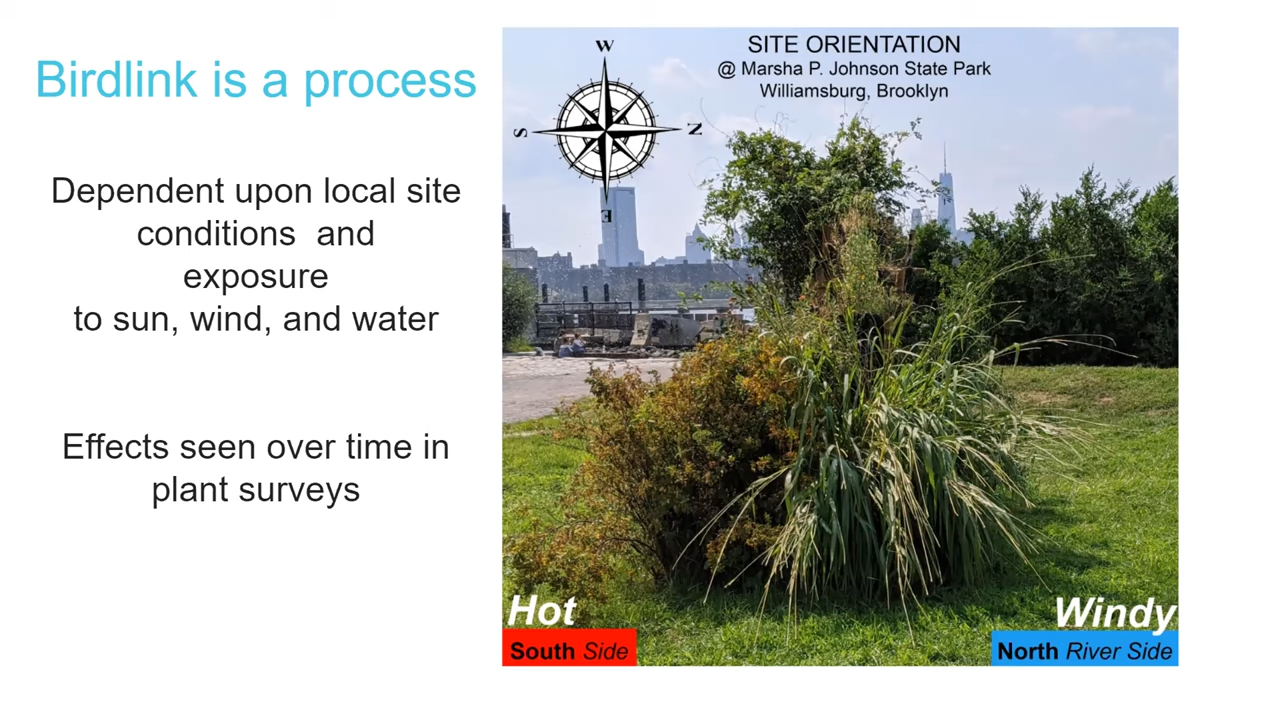 Birdlink is a process
Dependent upon local site
conditions  and
exposure
to sun, wind, and water
Effects seen over time in
plant surveys
SITE ORIENTATION
@ Marsha P. Johnson State Park
Williamsburg, Brooklyn
W
S
N
E
Hot
South Side
Windy
North River Side